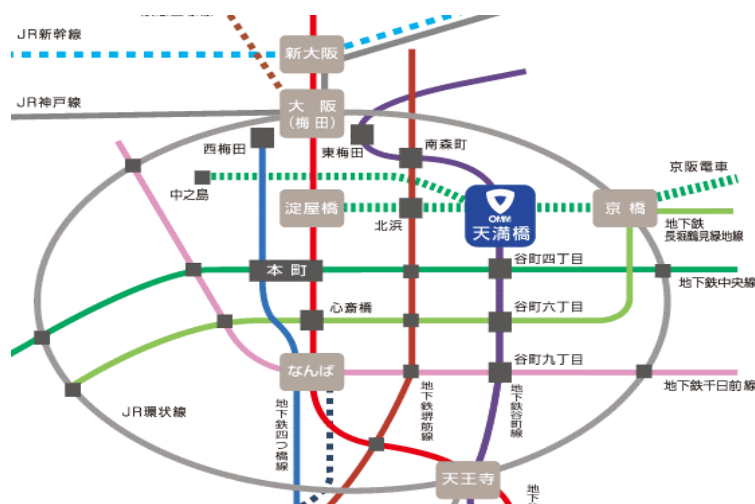 JR新幹線
新大阪
JR神戸線
大阪
(梅田)
西梅田
東梅田
南森町
京阪電車
中之島
淀屋橋
北浜
OMM
天満橋
京橋
地下鉄
長堀鶴見緑地線
本町
谷町四丁目
地下鉄中央線
心斎橋
谷町六丁目
なんば
谷町九丁目
地下鉄千日前線
JR環状線
地下鉄四つ橋線
地下鉄堺筋線
地下鉄谷町線
天王寺
地下